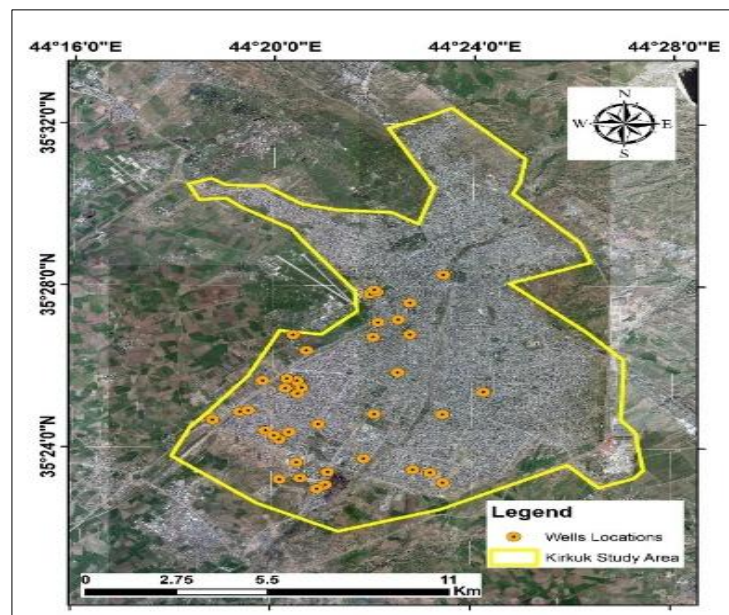 44°16'0"E 44°20'0"E 44°24'0"E 44°28'0"E
35°32'0"N
35°28'0"N
35°24'0"N
N
W E
S
Legend
Wells Locations
Kirkuk Study Area
0 2.75 5.5 11
Km